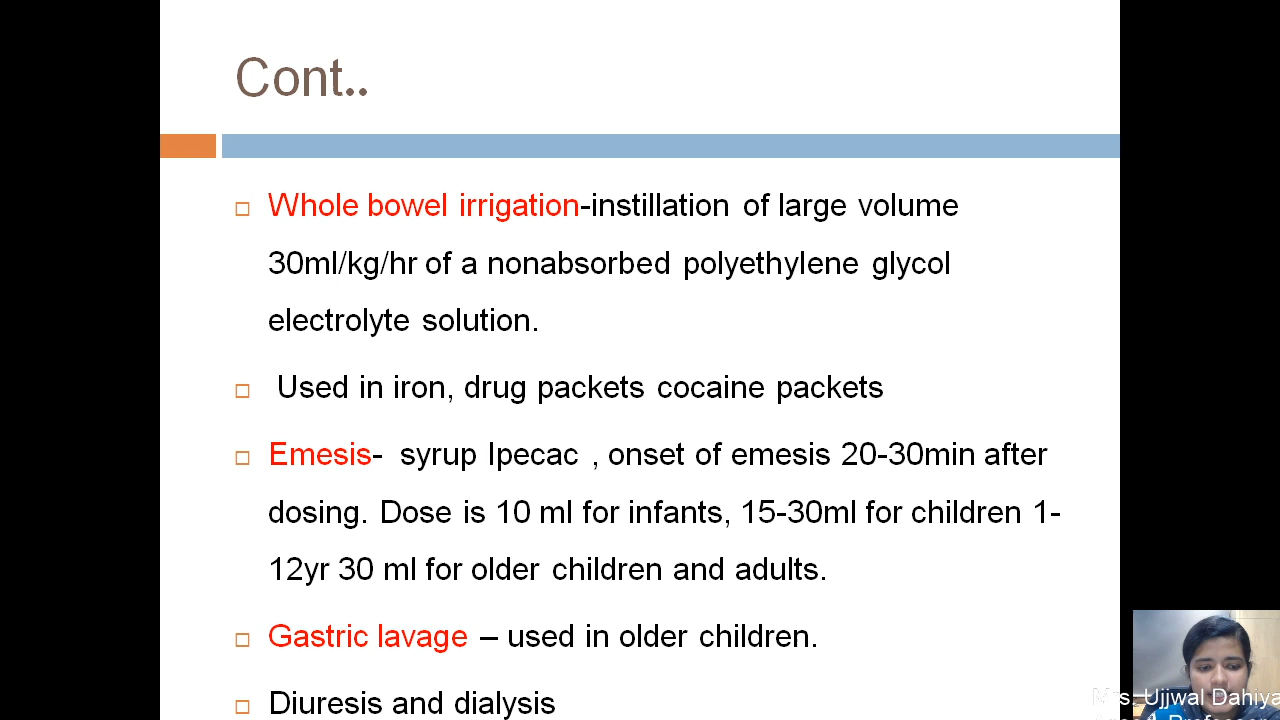 Cont..
Whole bowel irrigation-instillation of large volume
30ml/kg/hr of a nonabsorbed polyethylene glycol
electrolyte solution.
Used in iron, drug packets cocaine packets
Emesis- syrup Ipecac , onset of emesis 20-30min after
dosing. Dose is 10 ml for infants, 15-30ml for children 1-
12yr 30 ml for older children and adults.
Gastric lavage – used in older children.
Diuresis and dialysis
Mrs. Ujjwal Dahiya